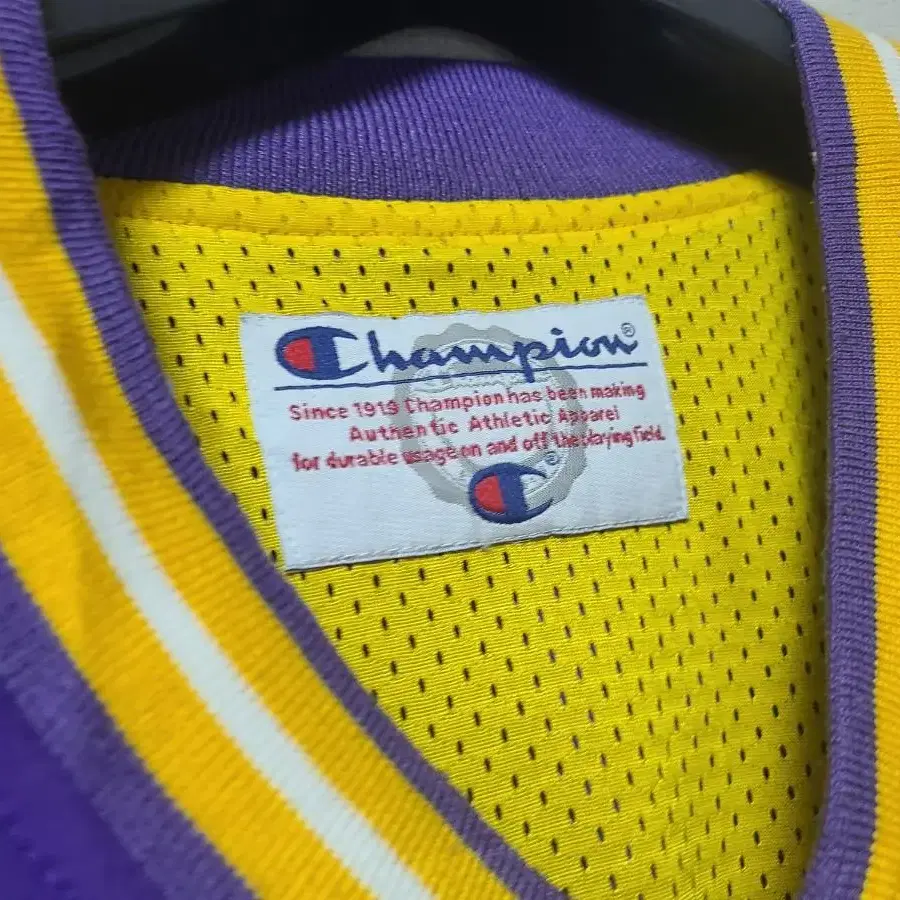 Champion®
Since 1919 Champion has been making
Authentic Athletic Apparel
for durable usage on and off the playing field.
®